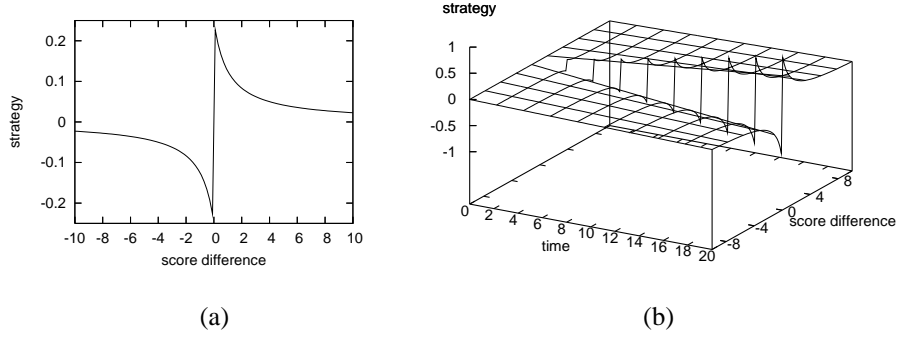 strategy
0.2
0.1
0
-0.1
-0.2
-10 -8 -6 -4 -2 0 2 4 6 8 10
score difference
(a)
strategy
1
0.5
0
-0.5
-1
0 2 4 6 8 10 12 14 16 18 20
time
-8 -4 0 4 8
score difference
strategy
(b)